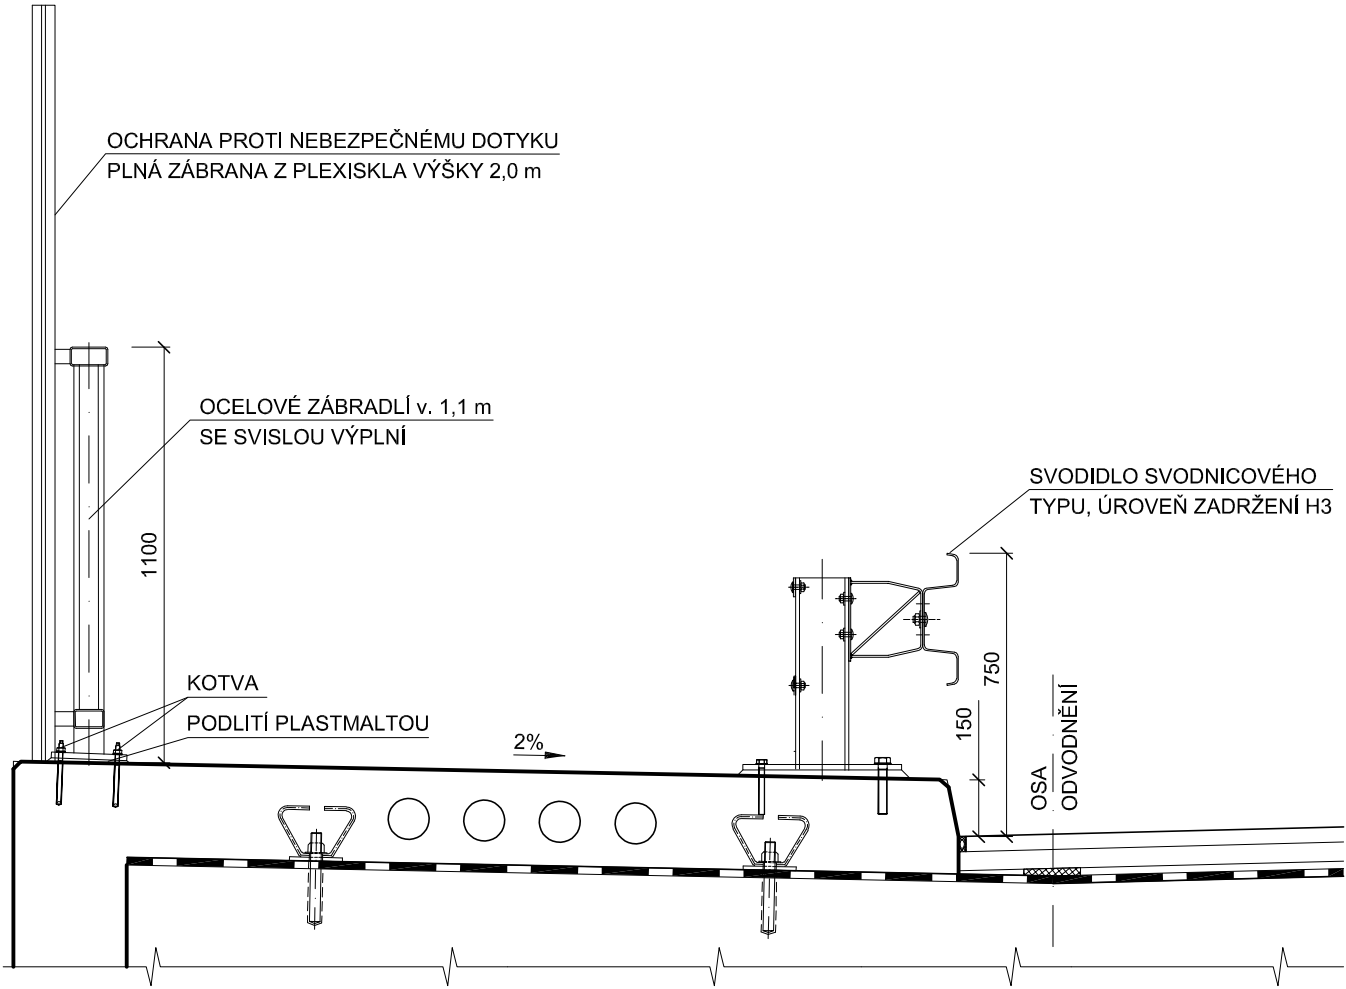 OCHRANA PROTI NEBEZPEČNÉMU DOTYKU
PLNÁ ZÁBRANA Z PLEXISKLA VÝŠKY 2,0 m
OCELOVÉ ZÁBRADLÍ v. 1,1 m
SE SVISLOU VÝPLNÍ
SVODIDLO SVODNICOVÉHO
TYPU, ÚROVEŇ ZADRŽENÍ H3
1100
KOTVA
PODLITÍ PLASTMALTOU
2%
750
150
OSA
ODVODNĚNÍ